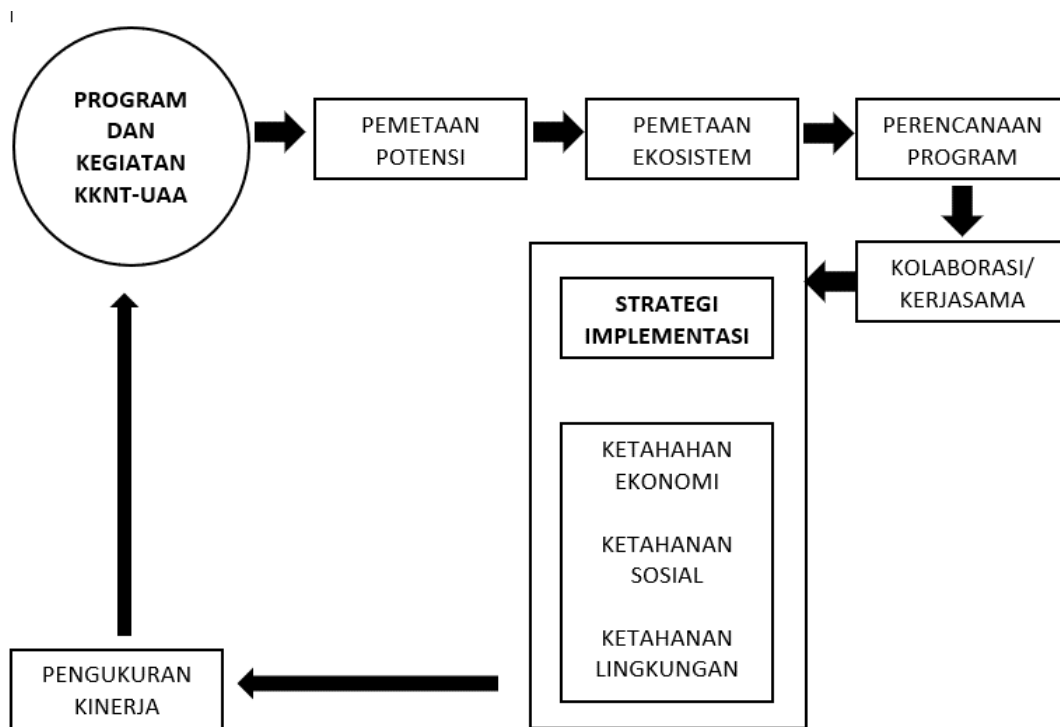 I
PROGRAM
DAN
KEGIATAN
KKNT-UAA
PEMETAAN
POTENSI
PEMETAAN
EKOSISTEM
PERENCANAAN
PROGRAM
KOLABORASI/
KERJASAMA
STRATEGI
IMPLEMENTASI
KETAHAHAN
EKONOMI
KETAHANAN
SOSIAL
KETAHANAN
LINGKUNGAN
PENGUKURAN
KINERJA